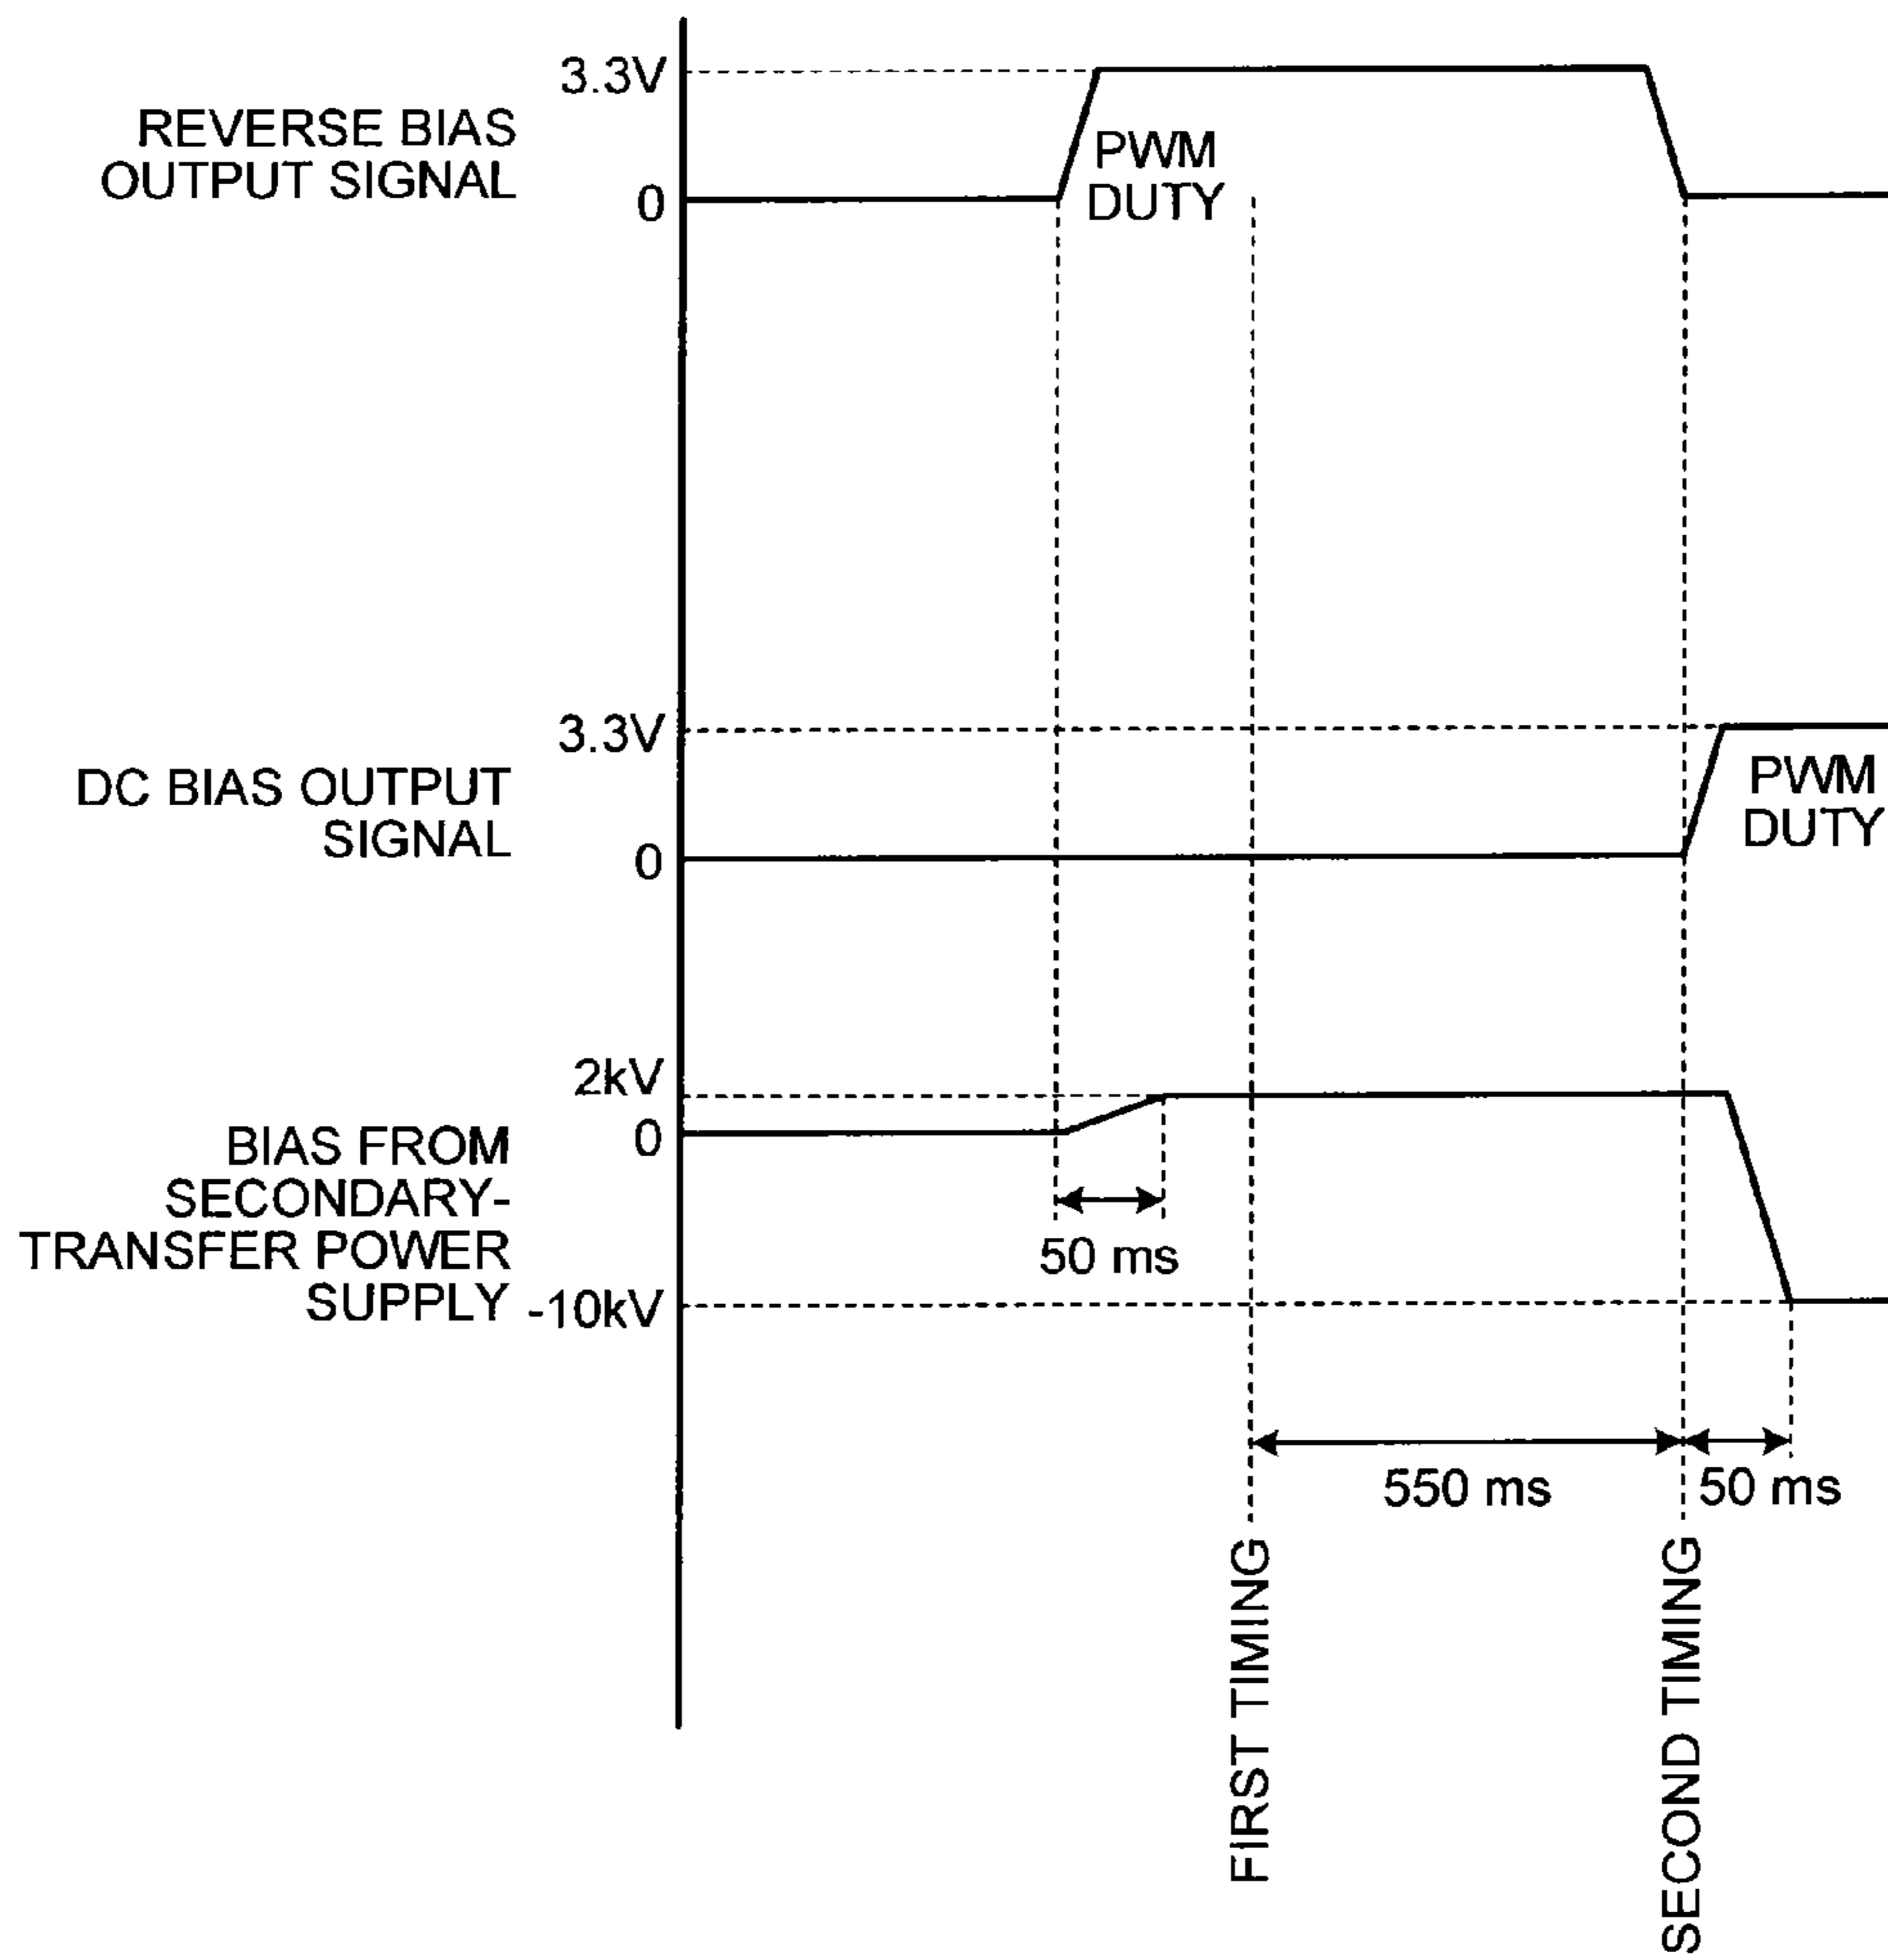 3.3V
REVERSE BIAS
OUTPUT SIGNAL
0
PWM
DUTY
3.3V
DC BIAS OUTPUT
SIGNAL
0
PWM
DUTY
2kV
0
BIAS FROM
SECONDARY-
TRANSFER POWER
SUPPLY
-10kV
50 ms
550 ms
50 ms
FIRST TIMING
SECOND TIMING